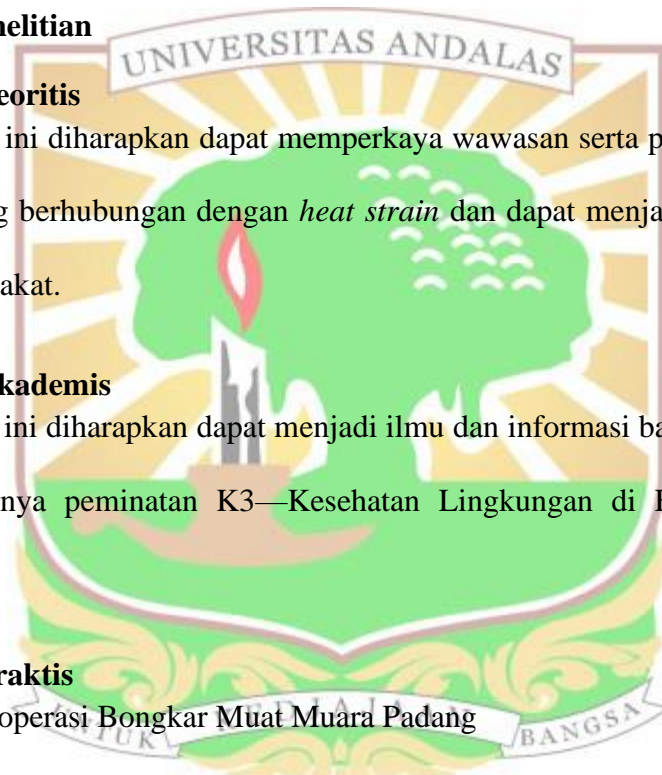 nelitian
UNIVERSITAS ANDALAS
eoritis
ini diharapkan dapat memperkaya wawasan serta p
g berhubungan dengan heat strain dan dapat menja
akat.
kademis
ini diharapkan dapat menjadi ilmu dan informasi ba
nya peminatan K3—Kesehatan Lingkungan di
raktis
operasi Bongkar Muat Muara Padang
UNTUK BANGSA